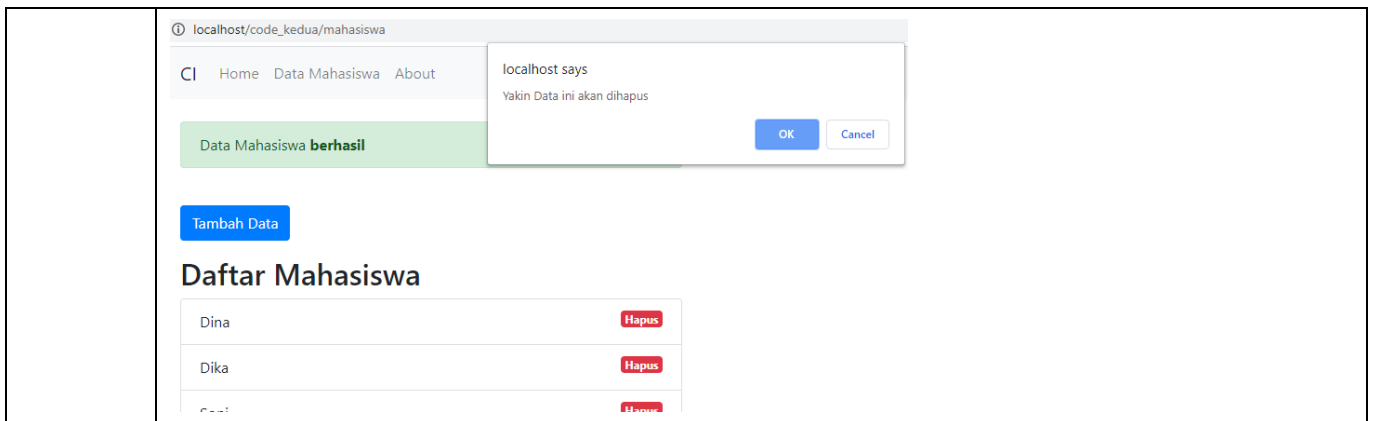 localhost/code_kedua/mahasiswa
CI Home Data Mahasiswa About
localhost says
Yakin Data ini akan dihapus
OK Cancel
Data Mahasiswa berhasil
Tambah Data
Daftar Mahasiswa
Dina Hapus
Dika Hapus
Hapus